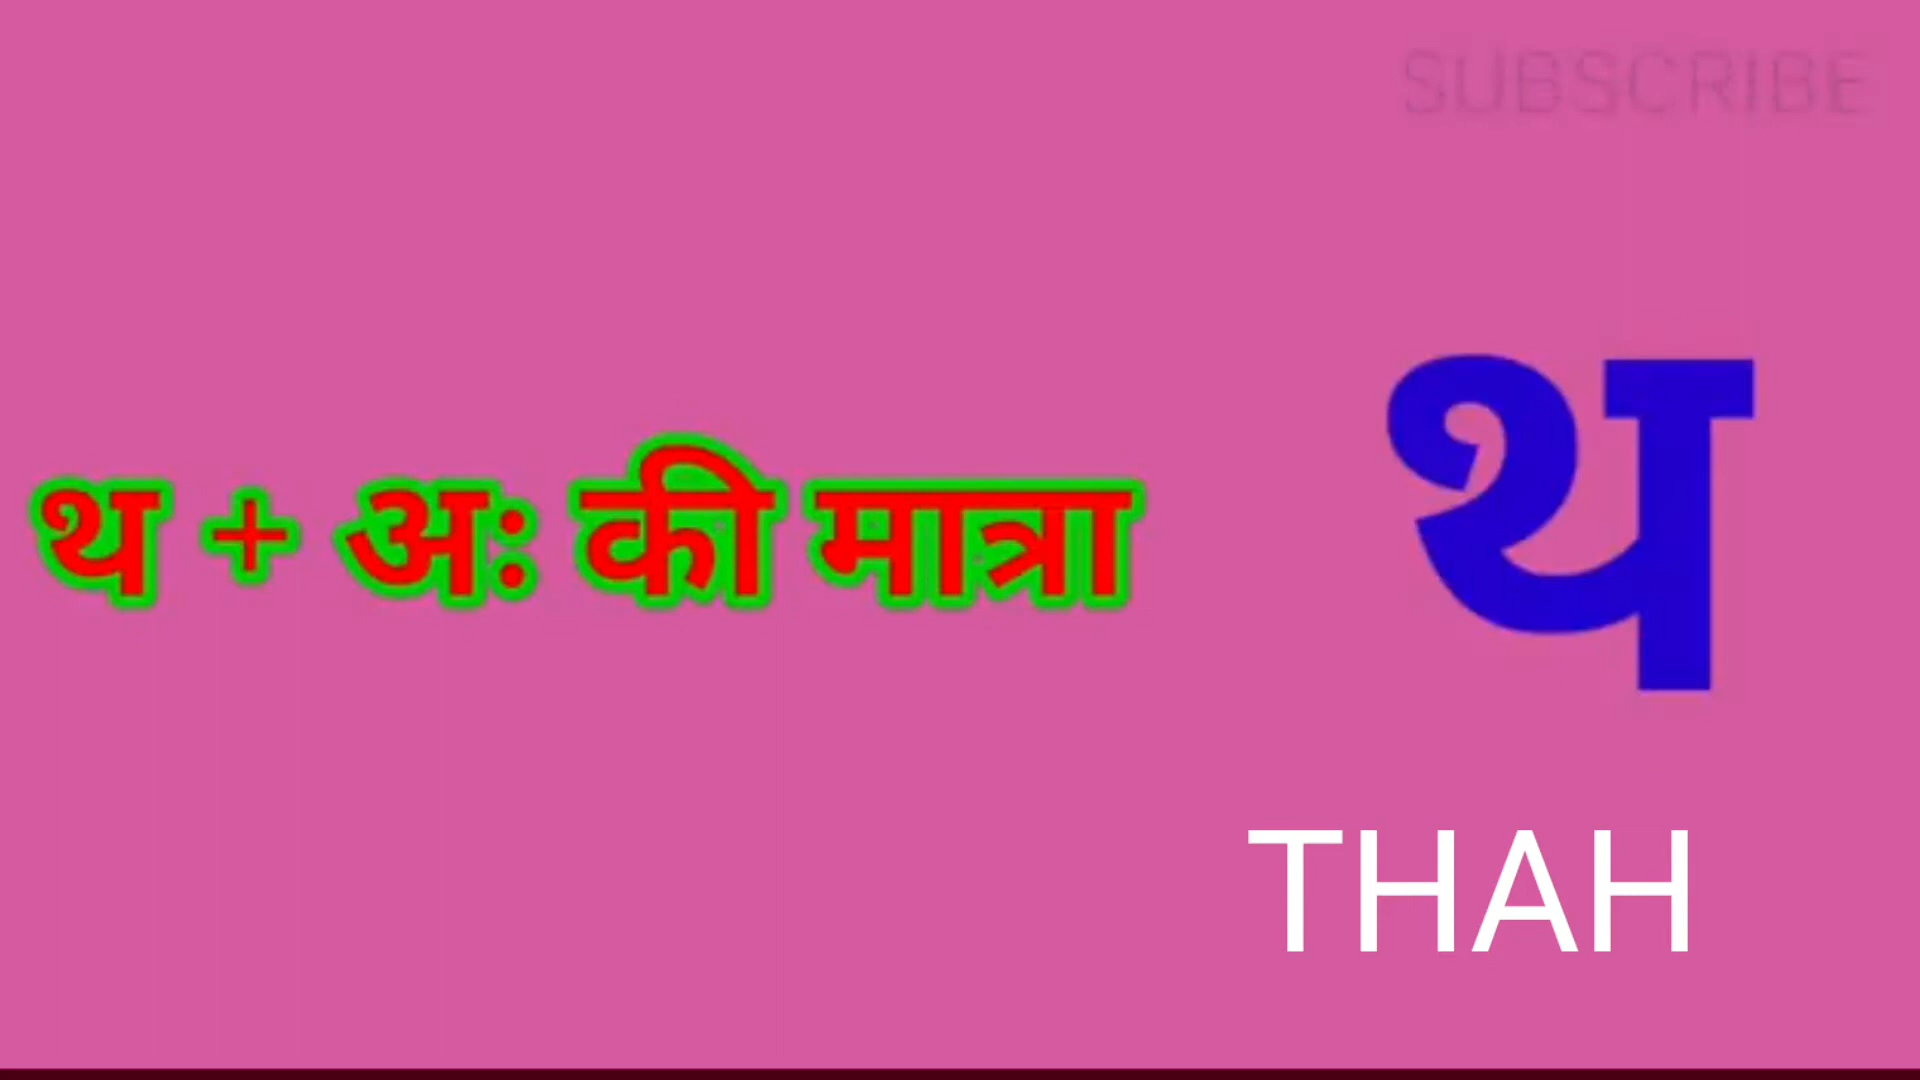 SUBSCRIBE
थ + अः की मात्रा
थ
THAH